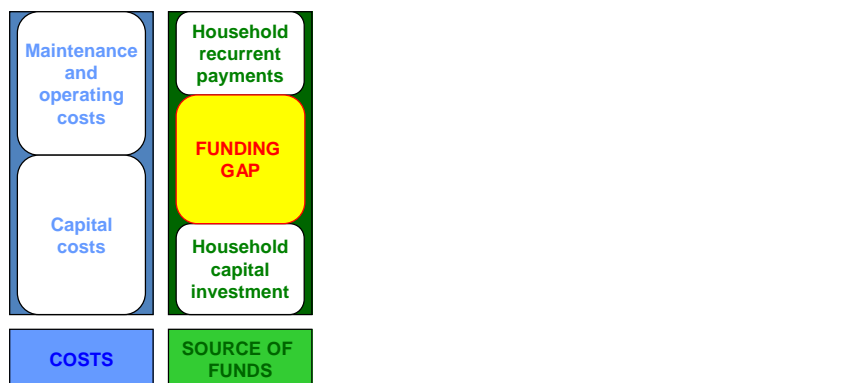 Maintenance
and
operating
costs
Capital
costs
COSTS
Household
recurrent
payments
FUNDING
GAP
Household
capital
investment
SOURCE OF
FUNDS